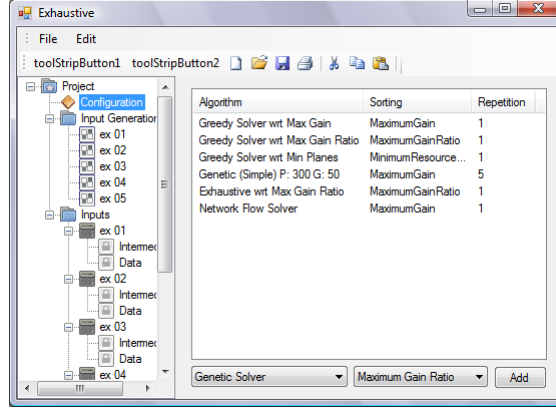 Exhaustive
File Edit
toolStripButton1 toolStripButton2
Project
Configuration
Input Generation
ex 01
ex 02
ex 03
ex 04
ex 05
Inputs
ex 01
Intermed
Data
ex 02
Intermed
Data
ex 03
Intermed
Data
ex 04
Algorithm Sorting Repetition
Greedy Solver wrt Max Gain MaximumGain 1
Greedy Solver wrt Max Gain Ratio MaximumGainRatio 1
Greedy Solver wrt Min Planes MinimumResource... 1
Genetic (Simple) P: 300 G: 50 MaximumGain 5
Exhaustive wrt Max Gain Ratio MaximumGainRatio 1
Network Flow Solver MaximumGain 1
Genetic Solver Maximum Gain Ratio Add